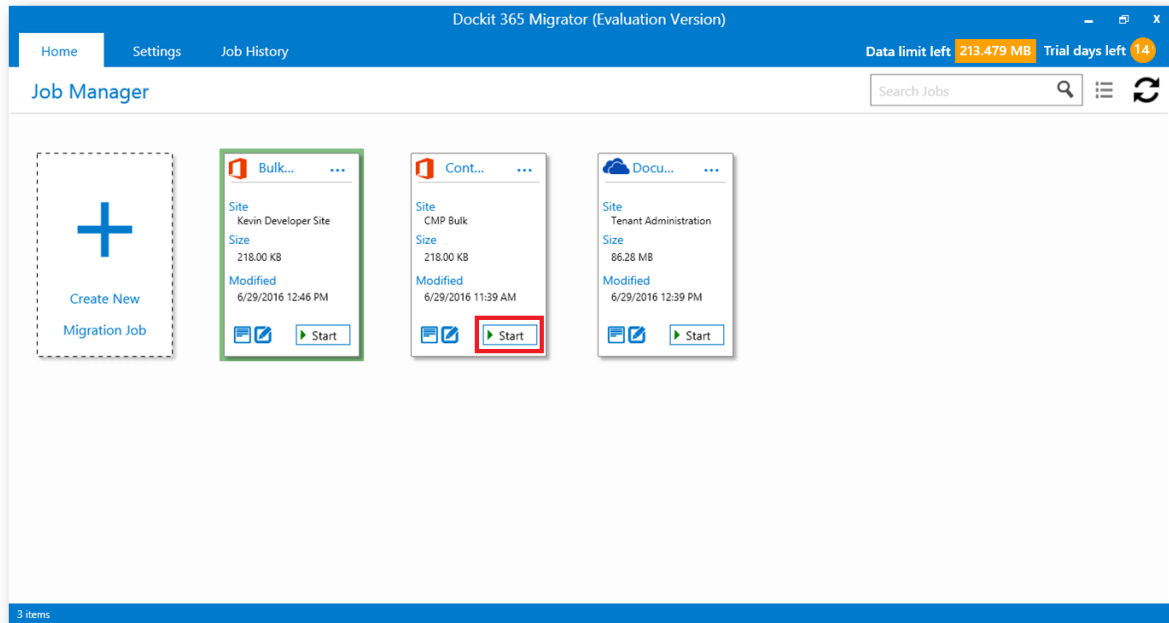 Dockit 365 Migrator (Evaluation Version)
Home Settings Job History Data limit left 213.479 MB Trial days left 14
Job Manager
Search Jobs
Create New
Migration Job
Bulk... ...
Site
Kevin Developer Site
Size
218.00 KB
Modified
6/29/2016 12:46 PM
Start
Cont... ...
Site
CMP Bulk
Size
218.00 KB
Modified
6/29/2016 11:39 AM
Start
Docu... ...
Site
Tenant Administration
Size
86.28 MB
Modified
6/29/2016 12:39 PM
Start
3 items